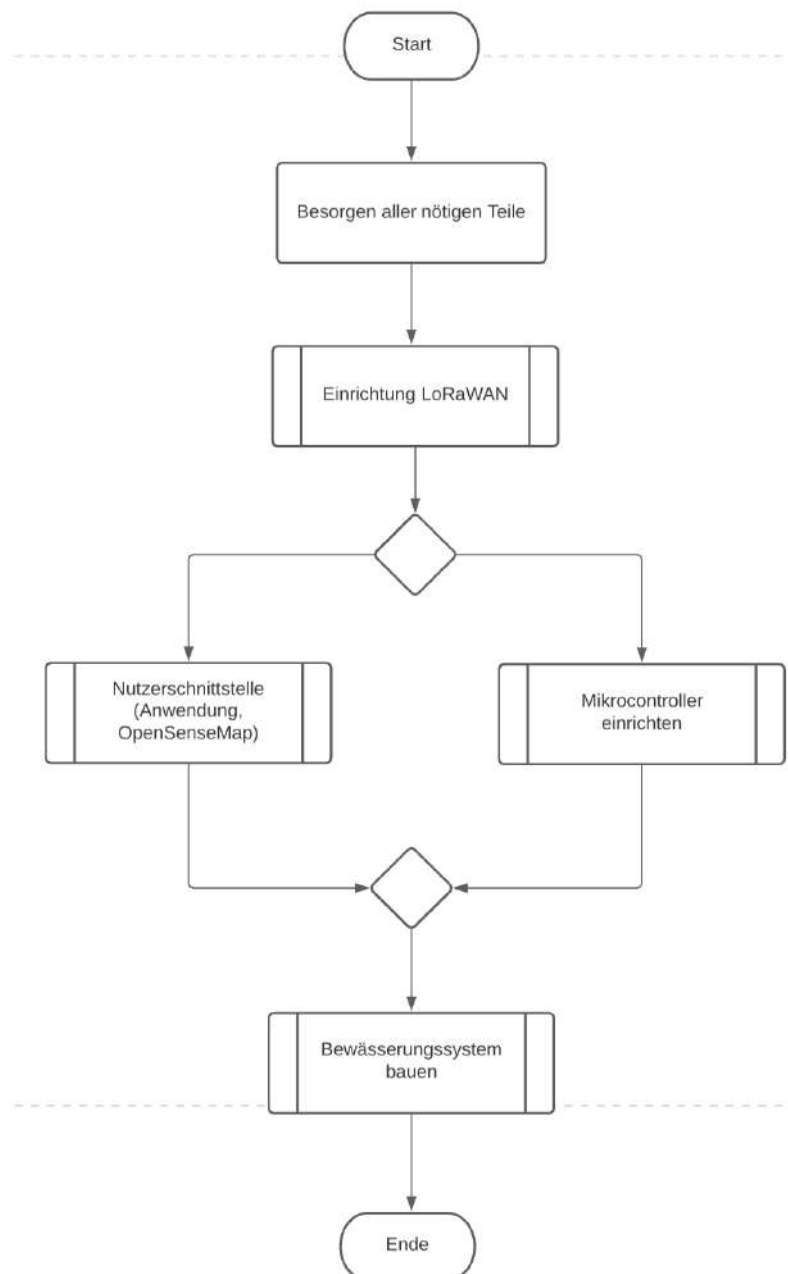 Start
Besorgen aller nötigen Teile
Einrichtung LoRaWAN
Nutzerschnittstelle
(Anwendung,
OpenSenseMap)
Mikrocontroller
einrichten
Bewässerungssystem
bauen
Ende